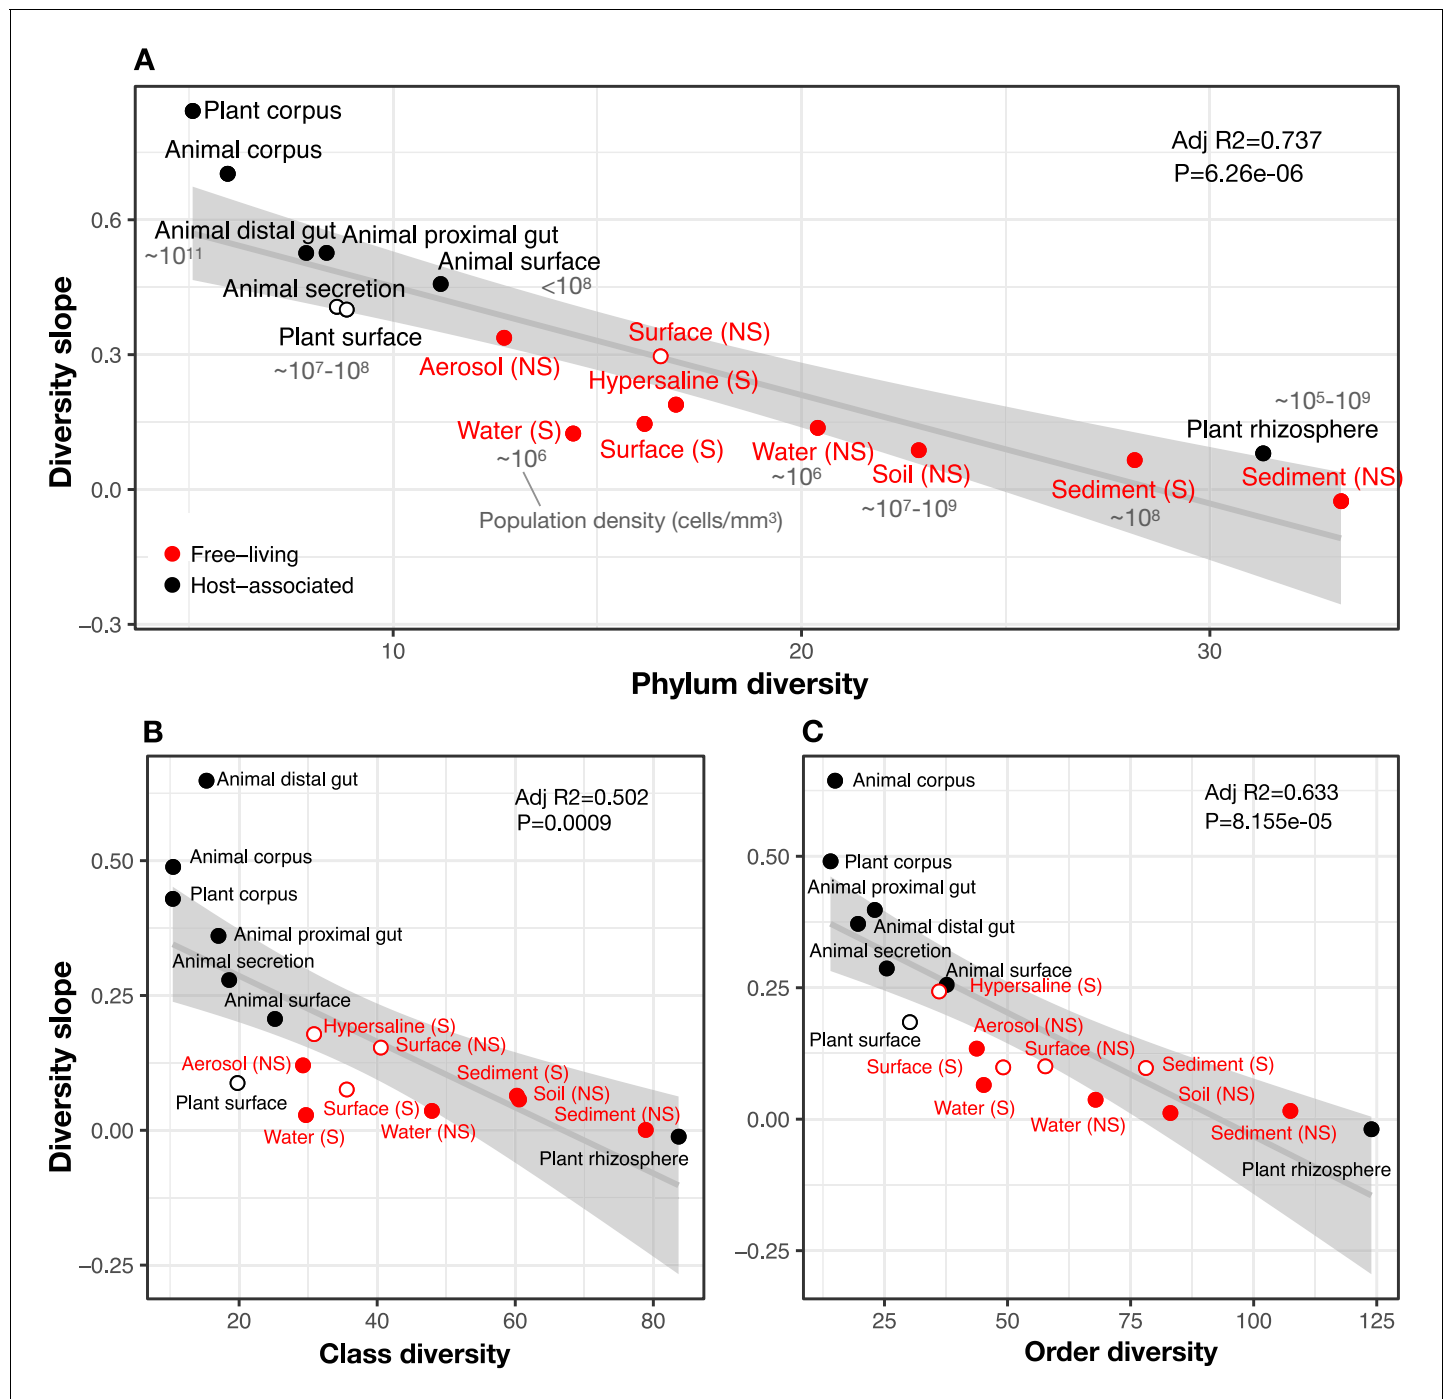 A
Plant corpus
Animal corpus
Adj R2=0.737
P=6.26e-06
Animal distal gut
Animal proximal gut
~10¹¹
Animal surface
<10⁸
Animal secretion
Plant surface
~10⁷-10⁸
Surface (NS)
Aerosol (NS)
Hypersaline (S)
~10⁵-10⁹
Plant rhizosphere
Water (S)
~10⁶
Surface (S)
Water (NS)
~10⁶
Soil (NS)
~10⁷-10⁹
Sediment (S)
~10⁸
Sediment (NS)
Population density (cells/mm³)
Free–living
Host–associated
0.6
0.3
0.0
−0.3
Diversity slope
10
20
30
Phylum diversity
B
Animal distal gut
Adj R2=0.502
P=0.0009
Animal corpus
Plant corpus
Animal proximal gut
Animal secretion
Animal surface
Hypersaline (S)
Surface (NS)
Aerosol (NS)
Plant surface
Sediment (S)
Soil (NS)
Surface (S)
Sediment (NS)
Water (S)
Water (NS)
Plant rhizosphere
0.50
0.25
0.00
−0.25
Diversity slope
20
40
60
80
Class diversity
C
Animal corpus
Adj R2=0.633
P=8.155e-05
Plant corpus
Animal proximal gut
Animal distal gut
Animal secretion
Animal surface
Hypersaline (S)
Plant surface
Aerosol (NS)
Surface (NS)
Surface (S)
Sediment (S)
Water (S)
Water (NS)
Soil (NS)
Sediment (NS)
Plant rhizosphere
0.50
0.25
0.00
−0.25
25
50
75
100
125
Order diversity